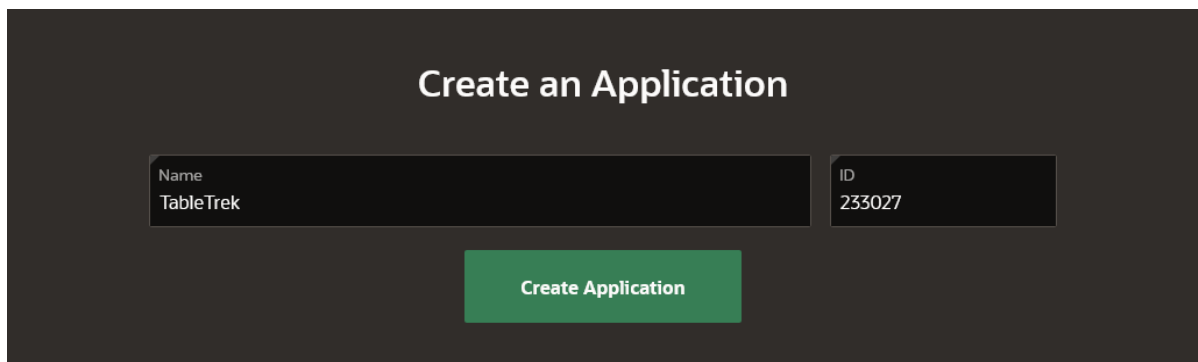 Create an Application
Name
TableTrek
ID
233027
Create Application